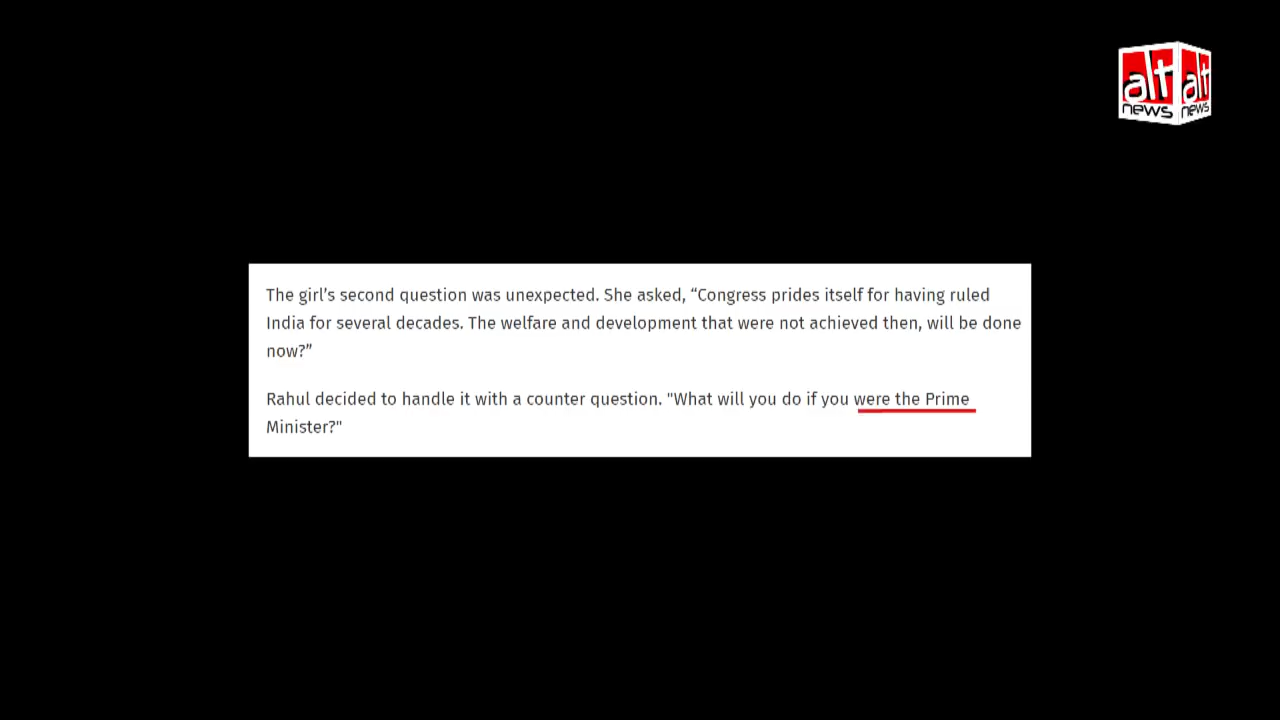 alt alt
news news
The girl’s second question was unexpected. She asked, “Congress prides itself for having ruled
India for several decades. The welfare and development that were not achieved then, will be done
now?”
Rahul decided to handle it with a counter question. "What will you do if you were the Prime
Minister?"